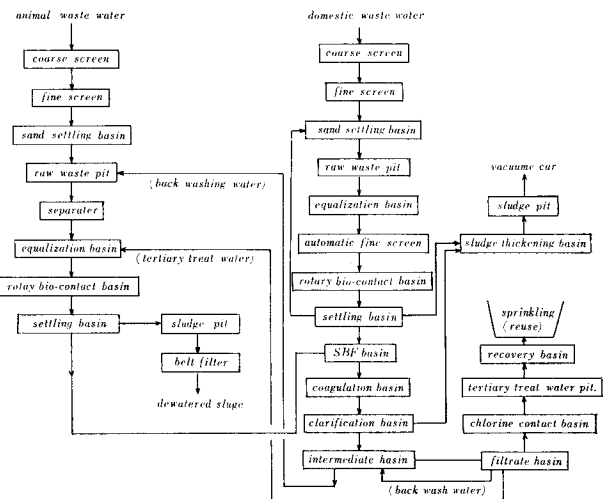 animal waste water
coarse screen
fine screen
sand settling basin
raw waste pit
(back washing water)
separater
equalization basin
(tertiary treat water)
rotay bio-contact basin
settling basin
sludge pit
belt filter
dewatered sluge
domestic waste water
coarse screen
fine screen
sand settling basin
raw waste pit
equalization basin
automatic fine screen
rotary bio-contact basin
settling basin
SBF basin
coagulation basin
clarification basin
intermediate basin
(back wash water)
vacuume car
sludge pit
sludge thickening basin
sprinkling
(reuse)
recovery basin
tertiary treat water pit.
chlorine contact basin
filtrate basin